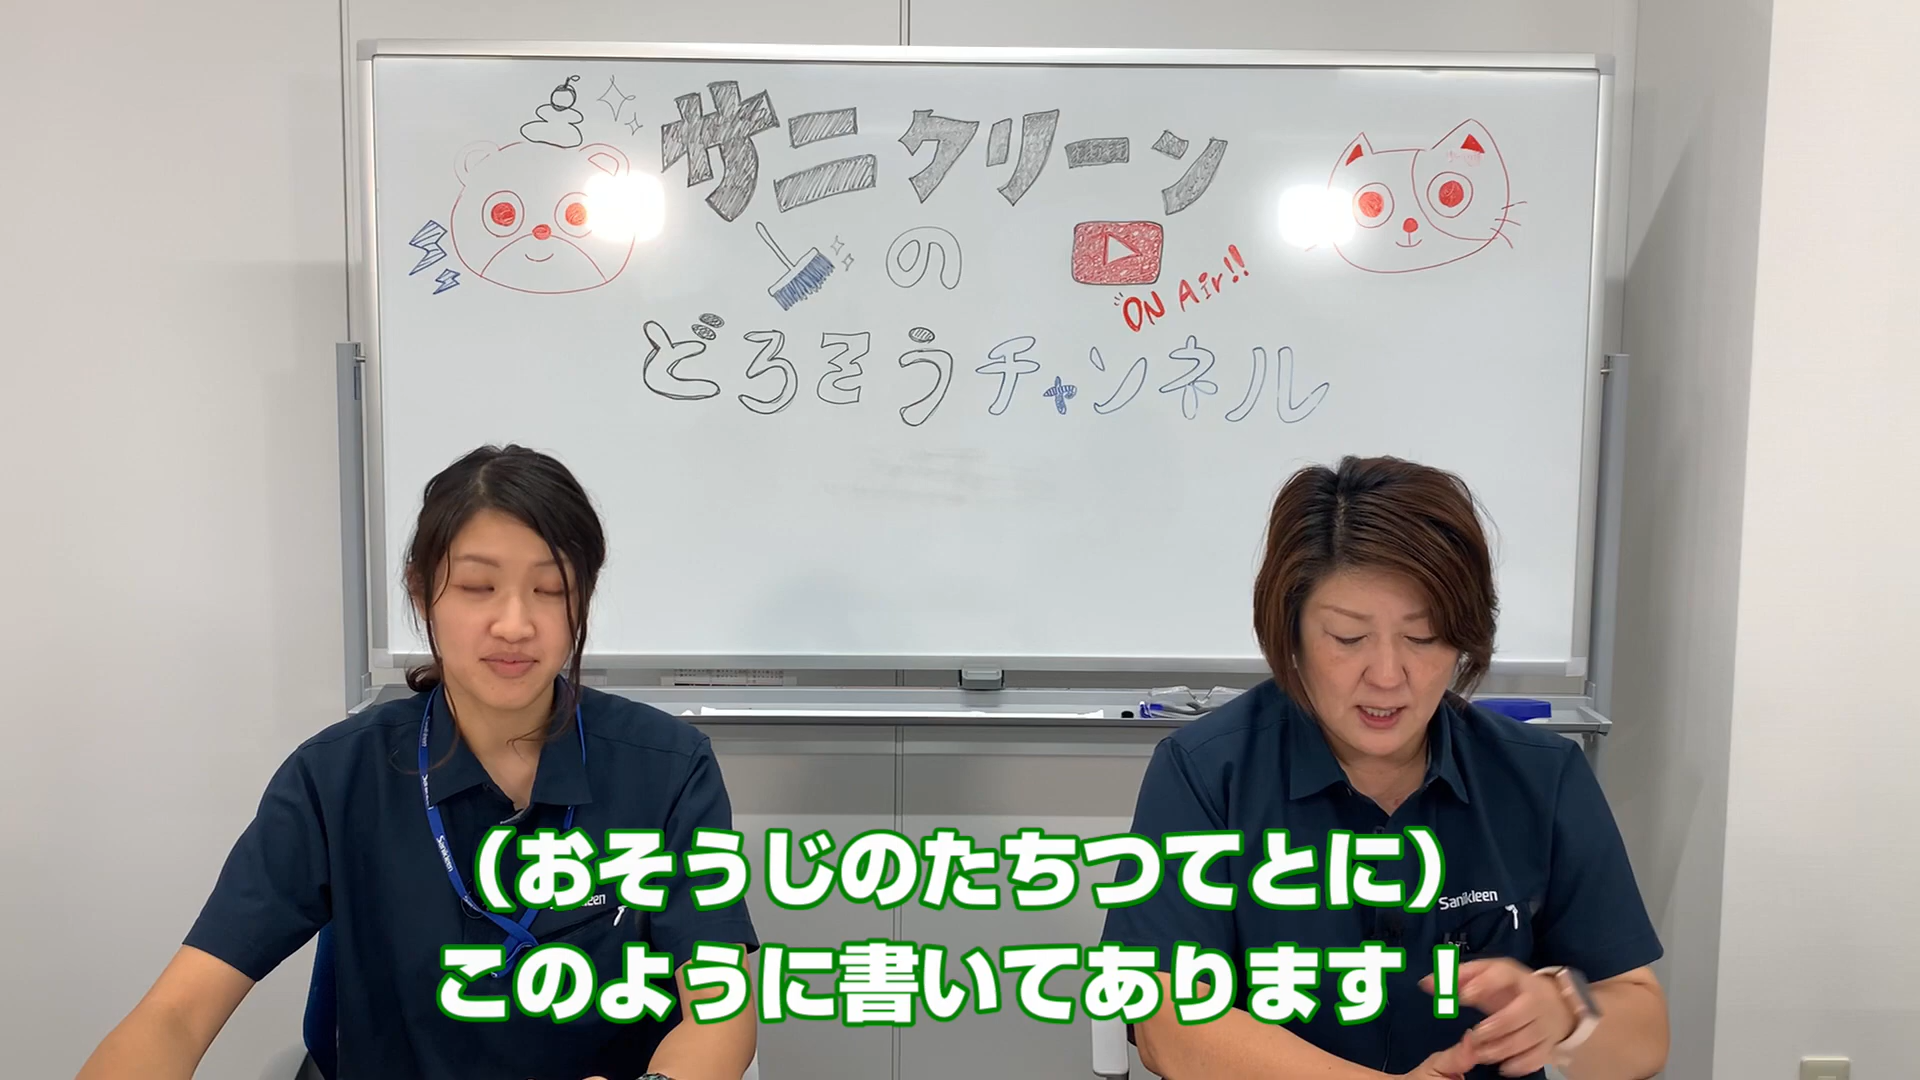 サニクリーン
の
ON Air!!
どろそうチャンネル
Sanikleen
Sanikleen
（おそうじのたちつてとに）
このように書いてあります！